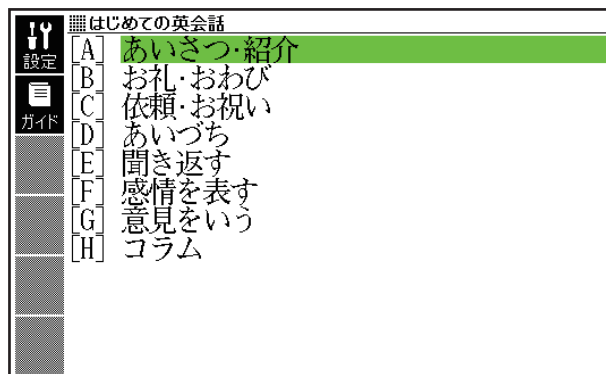 はじめての英会話
設定
ガイド
[A] あいさつ・紹介
[B] お礼・おわび
[C] 依頼・お祝い
[D] あいづち
[E] 聞き返す
[F] 感情を表す
[G] 意見をいう
[H] コラム